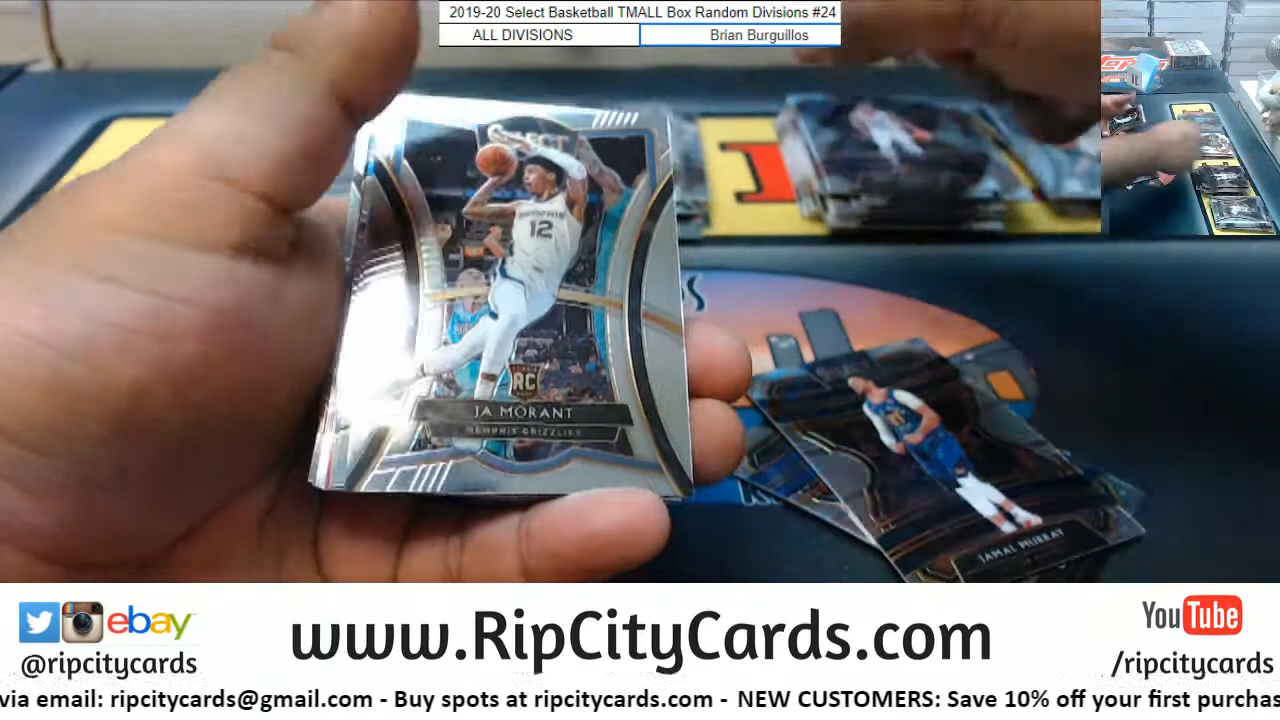 2019-20 Select Basketball TMALL Box Random Divisions #24
ALL DIVISIONS Brian Burguillos
SELECT
MEMPHIS
12
RC
JA MORANT
MEMPHIS GRIZZLIES
JAMAL MURRAY
ebay
@ripcitycards
www.RipCityCards.com
YouTube
/ripcitycards
via email: ripcitycards@gmail.com - Buy spots at ripcitycards.com - NEW CUSTOMERS: Save 10% off your first purchas